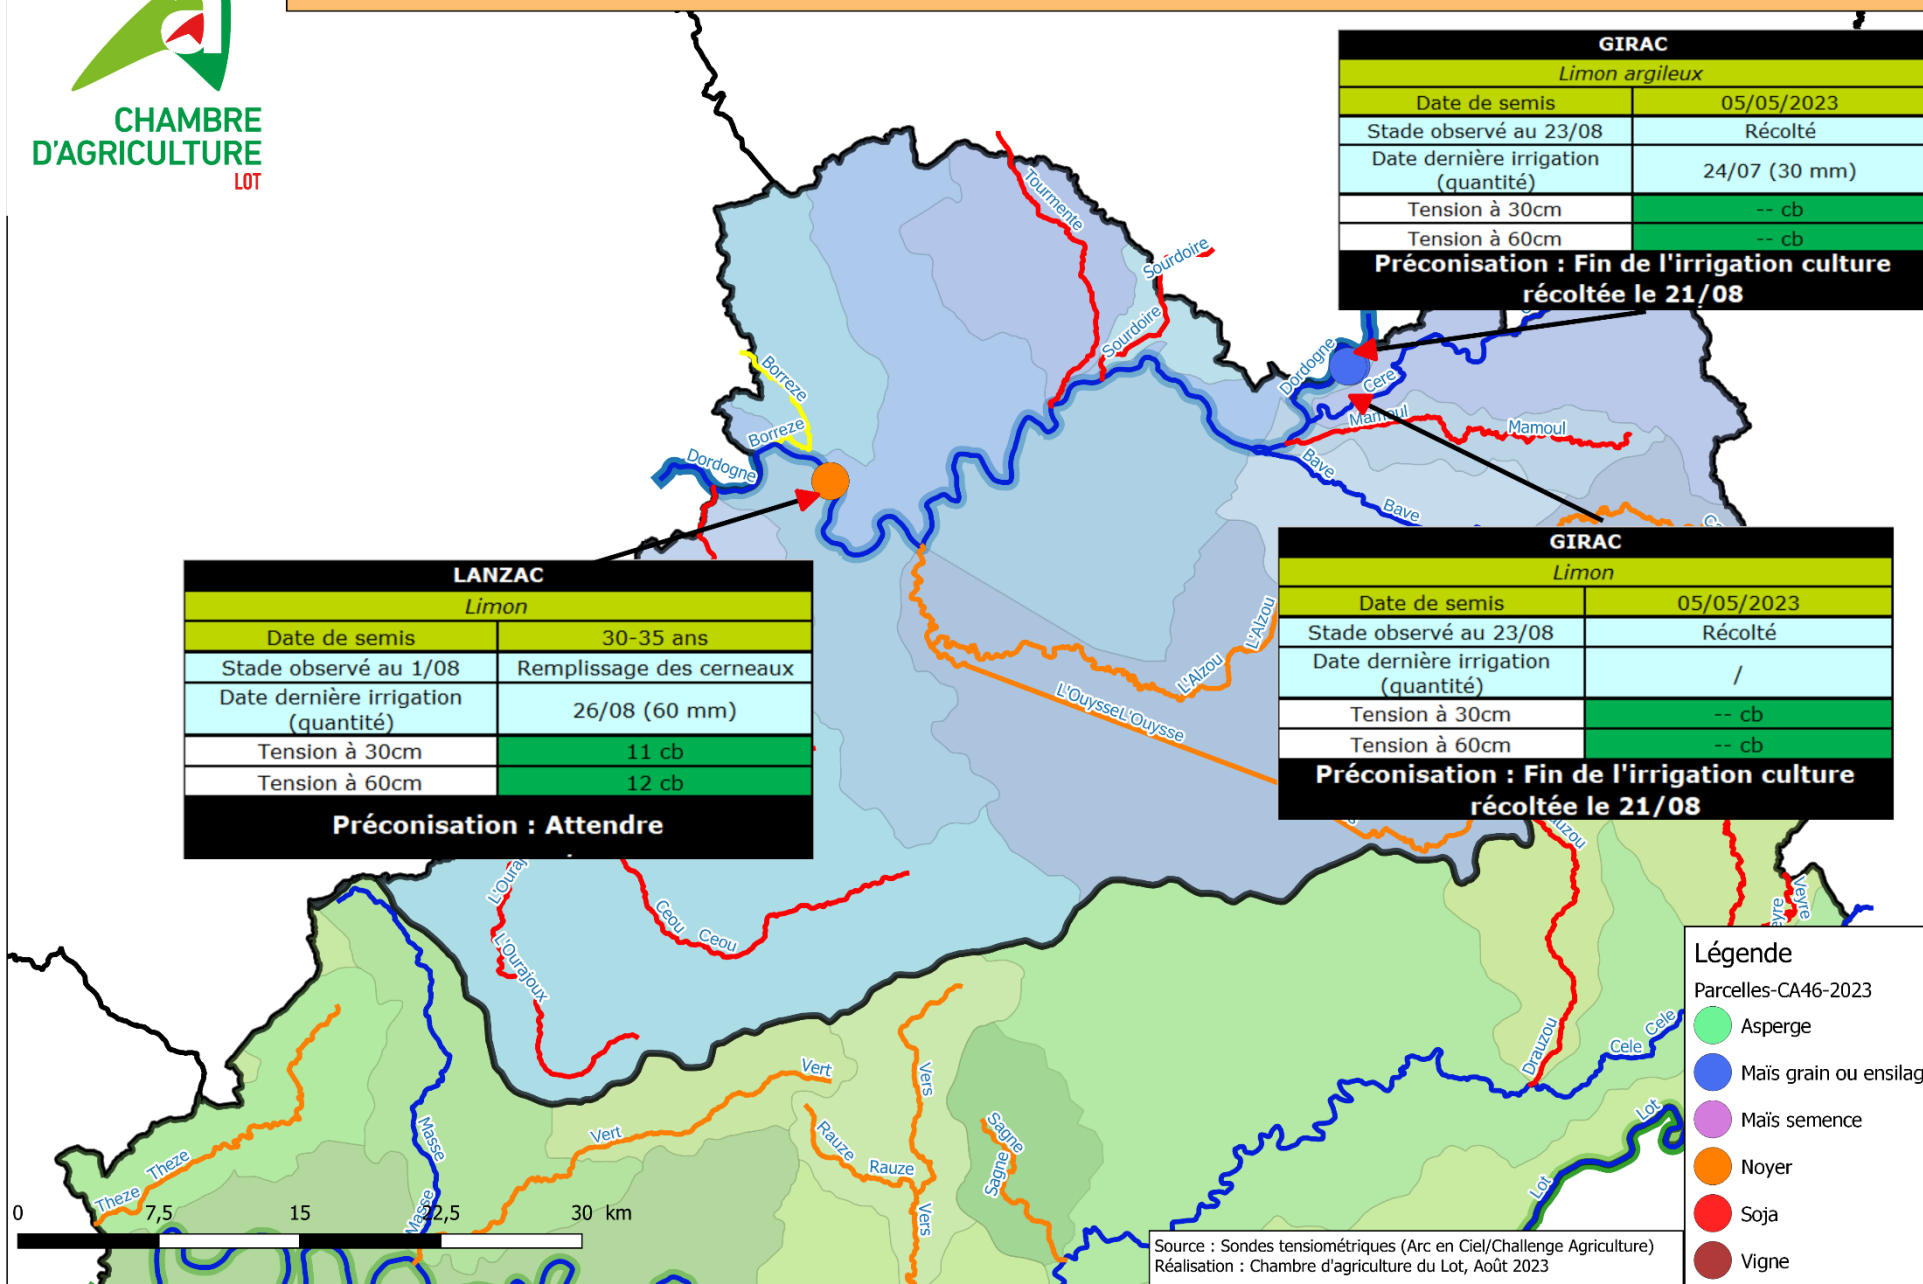 CHAMBRE
D'AGRICULTURE
LOT
GIRAC
Limon argileux
Date de semis 05/05/2023
Stade observé au 23/08 Récolté
Date dernière irrigation
(quantité) 24/07 (30 mm)
Tension à 30cm -- cb
Tension à 60cm -- cb
Préconisation : Fin de l'irrigation culture
récoltée le 21/08
Tourmente
Sourdoire
Sourdoire
Borreze
Borreze
Dordogne
Dordogne
Cere
Mamoul
Mamoul
Bave
Bave
LANZAC
Limon
Date de semis 30-35 ans
Stade observé au 1/08 Remplissage des cerneaux
Date dernière irrigation
(quantité) 26/08 (60 mm)
Tension à 30cm 11 cb
Tension à 60cm 12 cb
Préconisation : Attendre
GIRAC
Limon
Date de semis 05/05/2023
Stade observé au 23/08 Récolté
Date dernière irrigation
(quantité) /
Tension à 30cm -- cb
Tension à 60cm -- cb
Préconisation : Fin de l'irrigation culture
récoltée le 21/08
L'Alzou
L'Alzou
L'Ouysse
L'Ouysse
L'Ourajoux
Ceou
Ceou
Veyre
Drauzou
Cele
Cele
Lot
Lot
Theze
Theze
Masse
Masse
Vert
Vert
Vers
Vers
Rauze
Rauze
Sagne
Sagne
0 7,5 15 22,5 30 km
Légende
Parcelles-CA46-2023
Asperge
Maïs grain ou ensilag
Maïs semence
Noyer
Soja
Vigne
Source : Sondes tensiométriques (Arc en Ciel/Challenge Agriculture)
Réalisation : Chambre d'agriculture du Lot, Août 2023